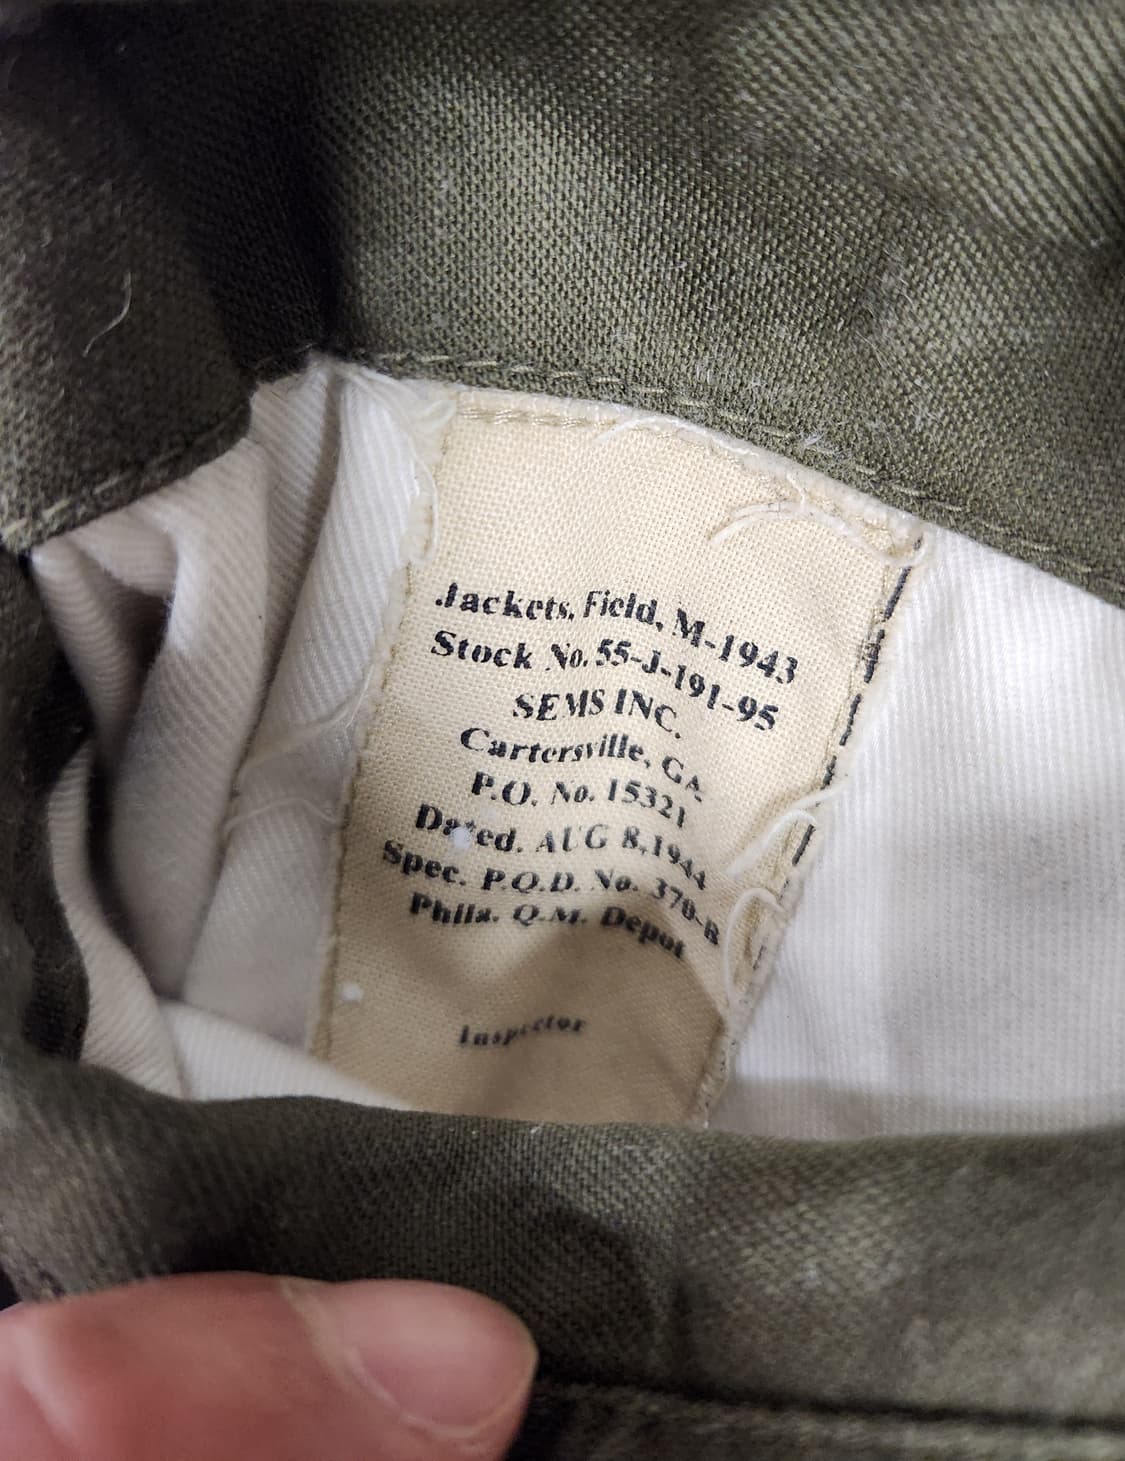 Jackets, Field, M-1943
Stock No. 55-J-191-95
SEMS INC.
Cartersville, GA.
P.O. No. 15321
Dated. AUG 8,1944
Spec. P.Q.D. No. 370-B
Phila. Q.M. Depot
Inspector